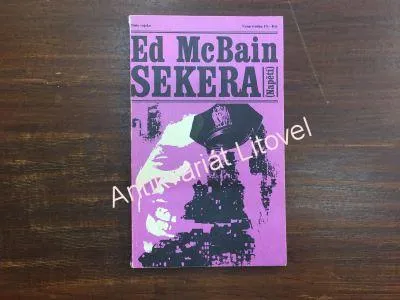 Ed McBain
SEKERA
(Napětí)
Antikvariát Litovel